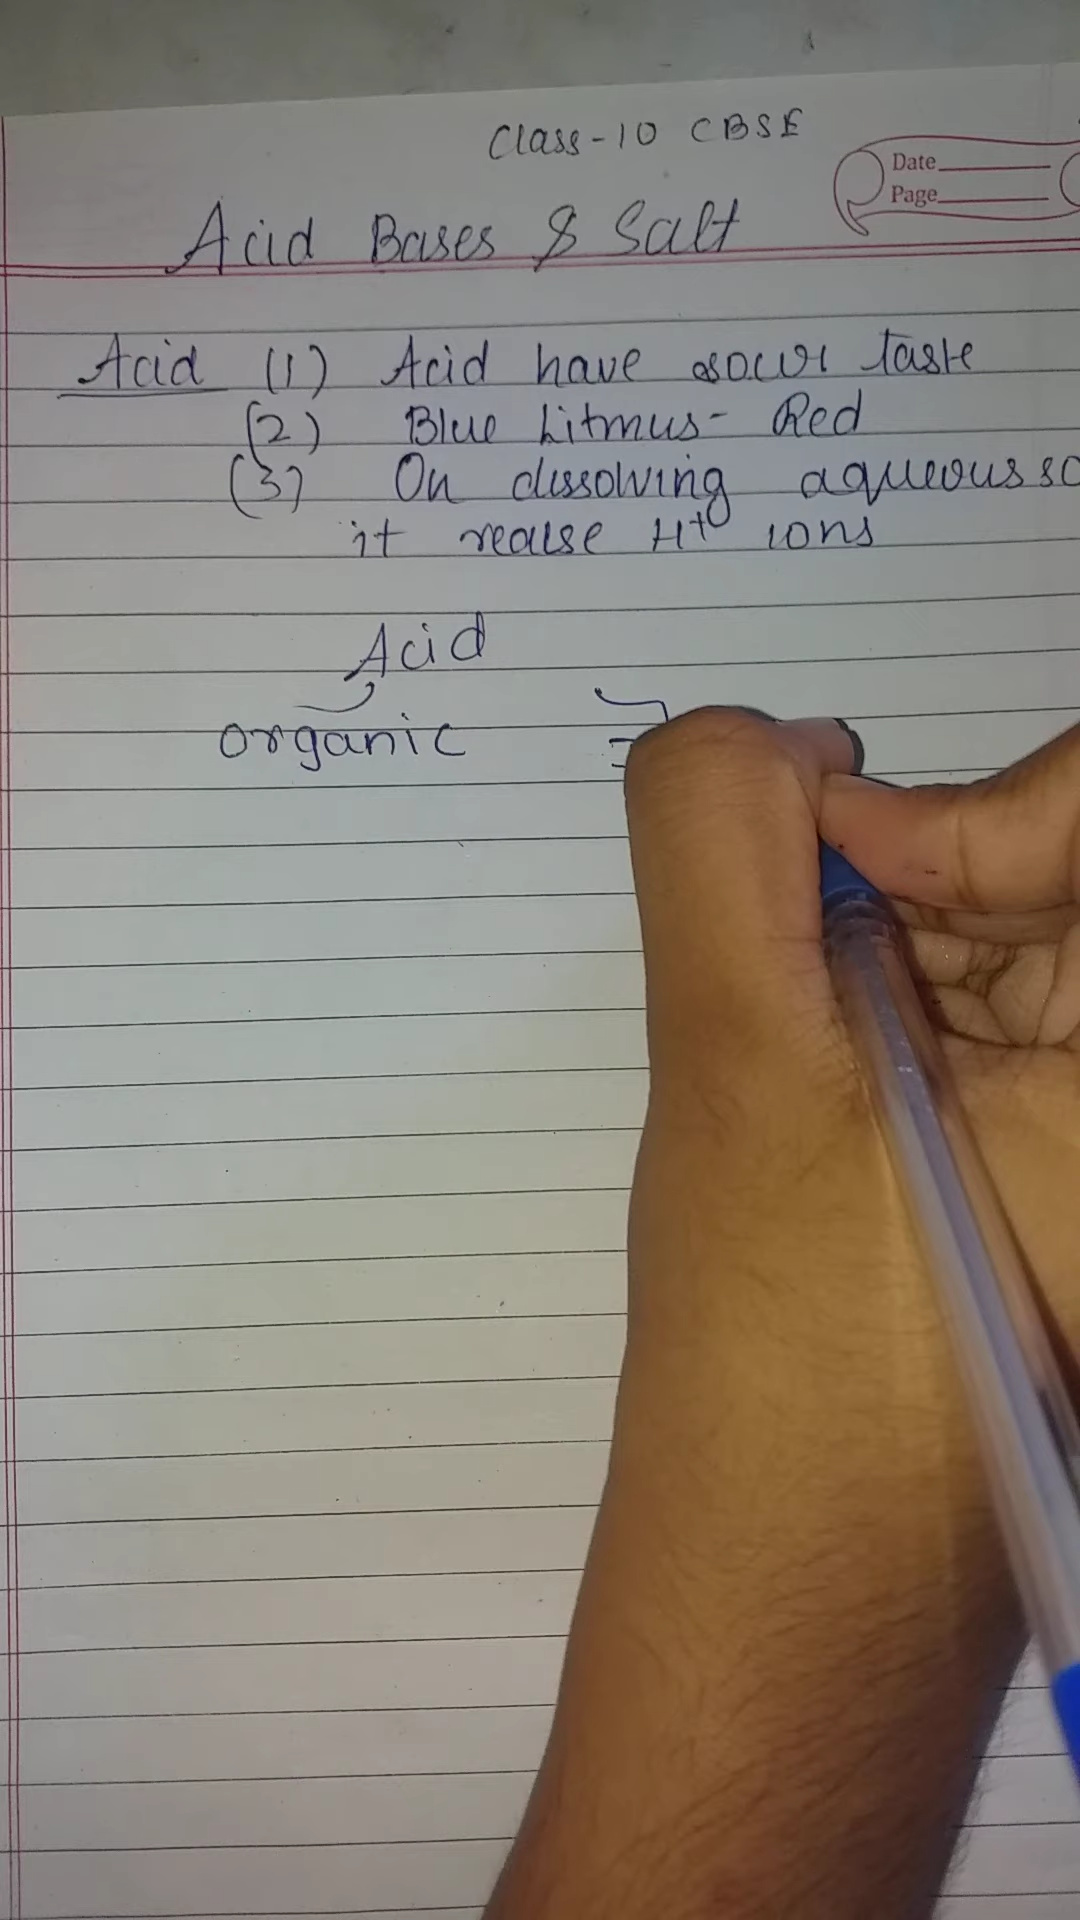 Class-10 CBSE
Date
Page
Acid Bases & Salt
Acid (1) Acid have sour taste
(2) Blue Litmus- Red
(3) On dissolving aqueous so
it realse H+ ions
Acid
organic